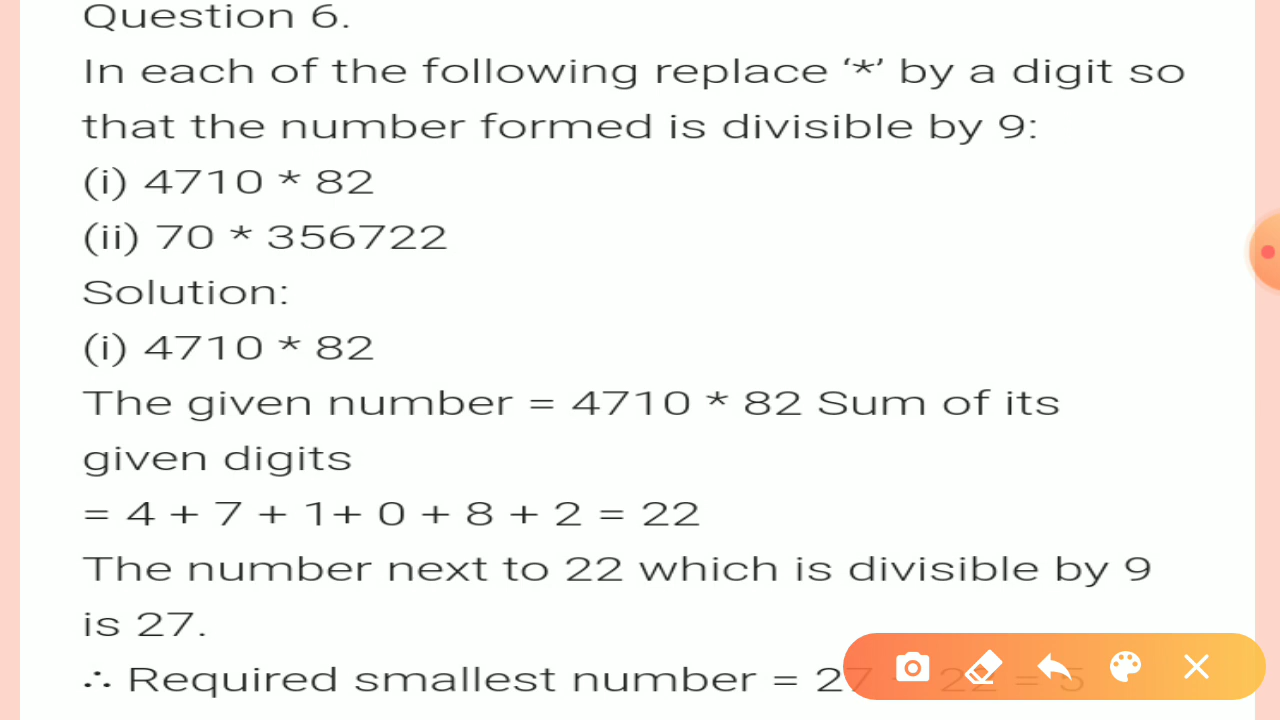 Question 6.
In each of the following replace ‘*’ by a digit so
that the number formed is divisible by 9:
(i) 4710 * 82
(ii) 70 * 356722
Solution:
(i) 4710 * 82
The given number = 4710 * 82 Sum of its
given digits
= 4 + 7 + 1+ 0 + 8 + 2 = 22
The number next to 22 which is divisible by 9
is 27.
∴ Required smallest number = 27 - 22 = 5